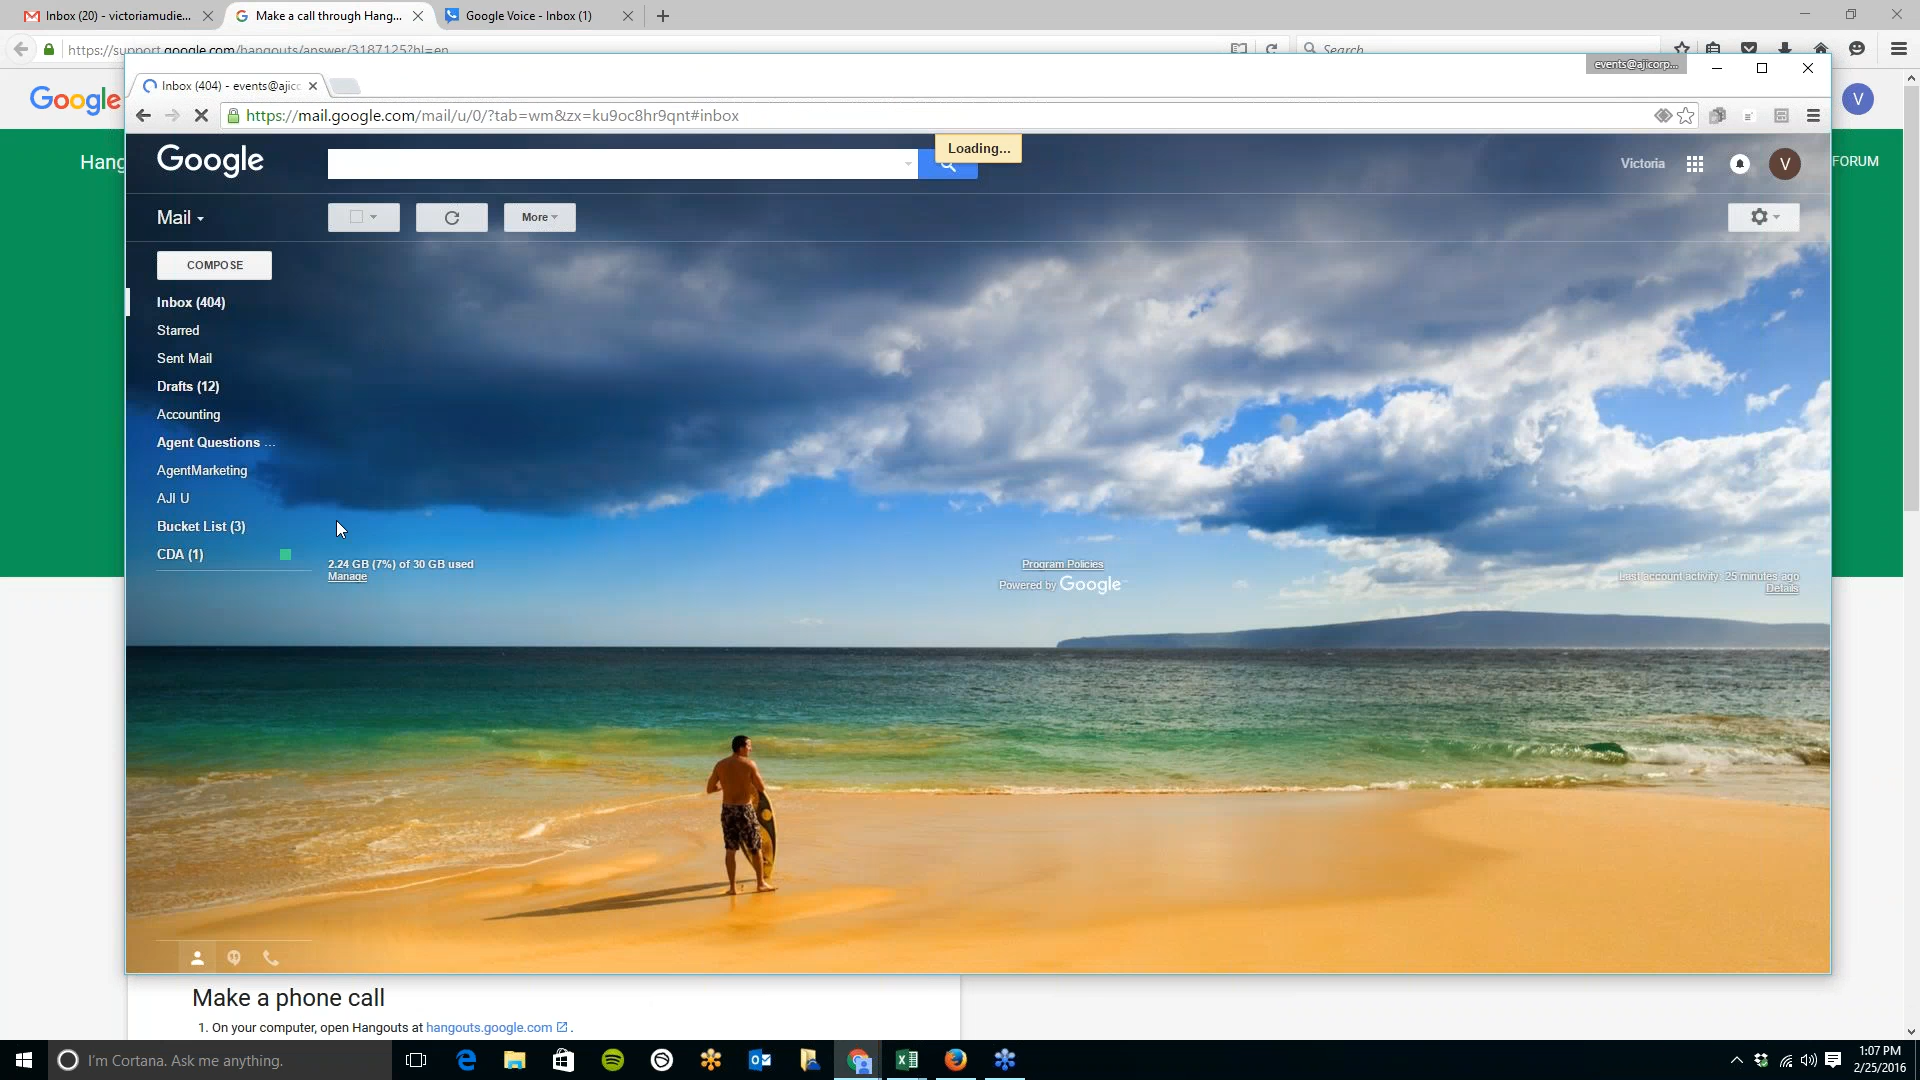 Inbox (20) - victoriamudie...
Make a call through Hang...
Google Voice - Inbox (1)
https://support.google.com/hangouts/answer/3187125?hl=en
Search
events@ajicorp...
Inbox (404) - events@ajicc
https://mail.google.com/mail/u/0/?tab=wm&zx=ku9oc8hr9qnt#inbox
Google
V
Hang
FORUM
Google
Loading...
Victoria
V
Mail
More
COMPOSE
Inbox (404)
Starred
Sent Mail
Drafts (12)
Accounting
Agent Questions ...
AgentMarketing
AJI U
Bucket List (3)
CDA (1)
2.24 GB (7%) of 30 GB used
Manage
Program Policies
Powered by Google
Last account activity: 25 minutes ago
Details
Make a phone call
1. On your computer, open Hangouts at hangouts.google.com .
I'm Cortana. Ask me anything.
1:07 PM
2/25/2016